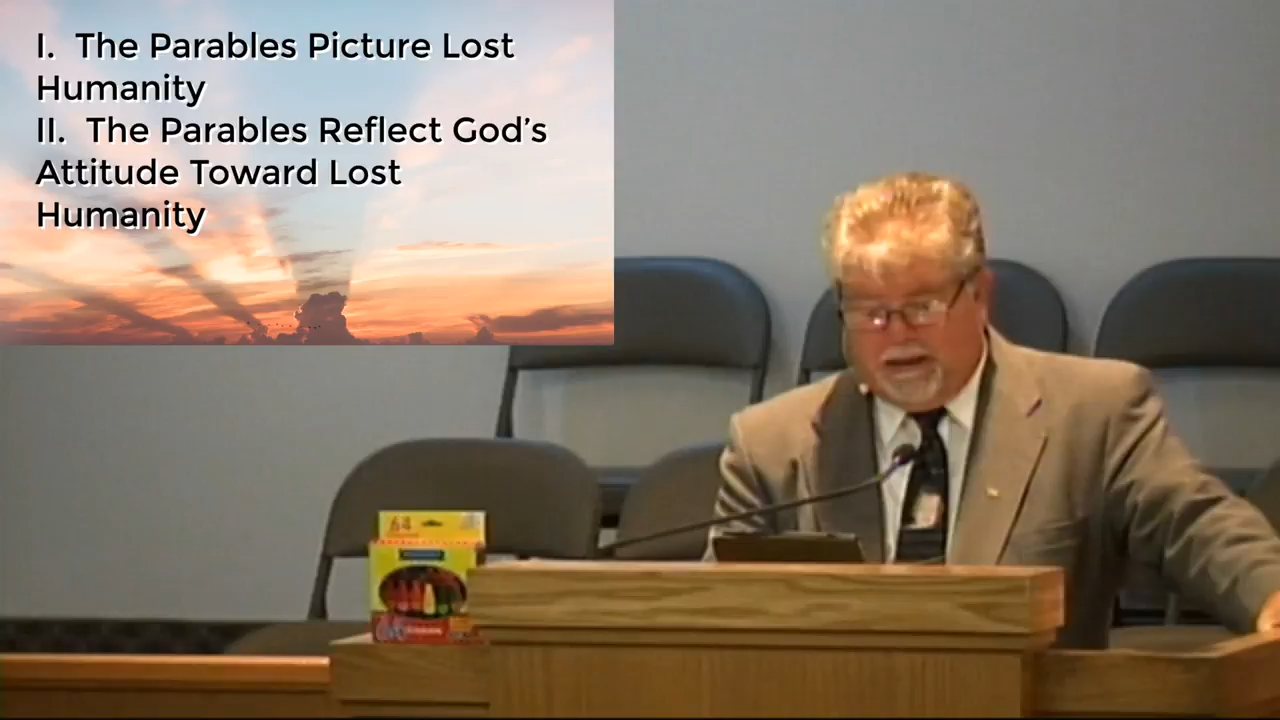 I. The Parables Picture Lost
Humanity
II. The Parables Reflect God's
Attitude Toward Lost
Humanity
64